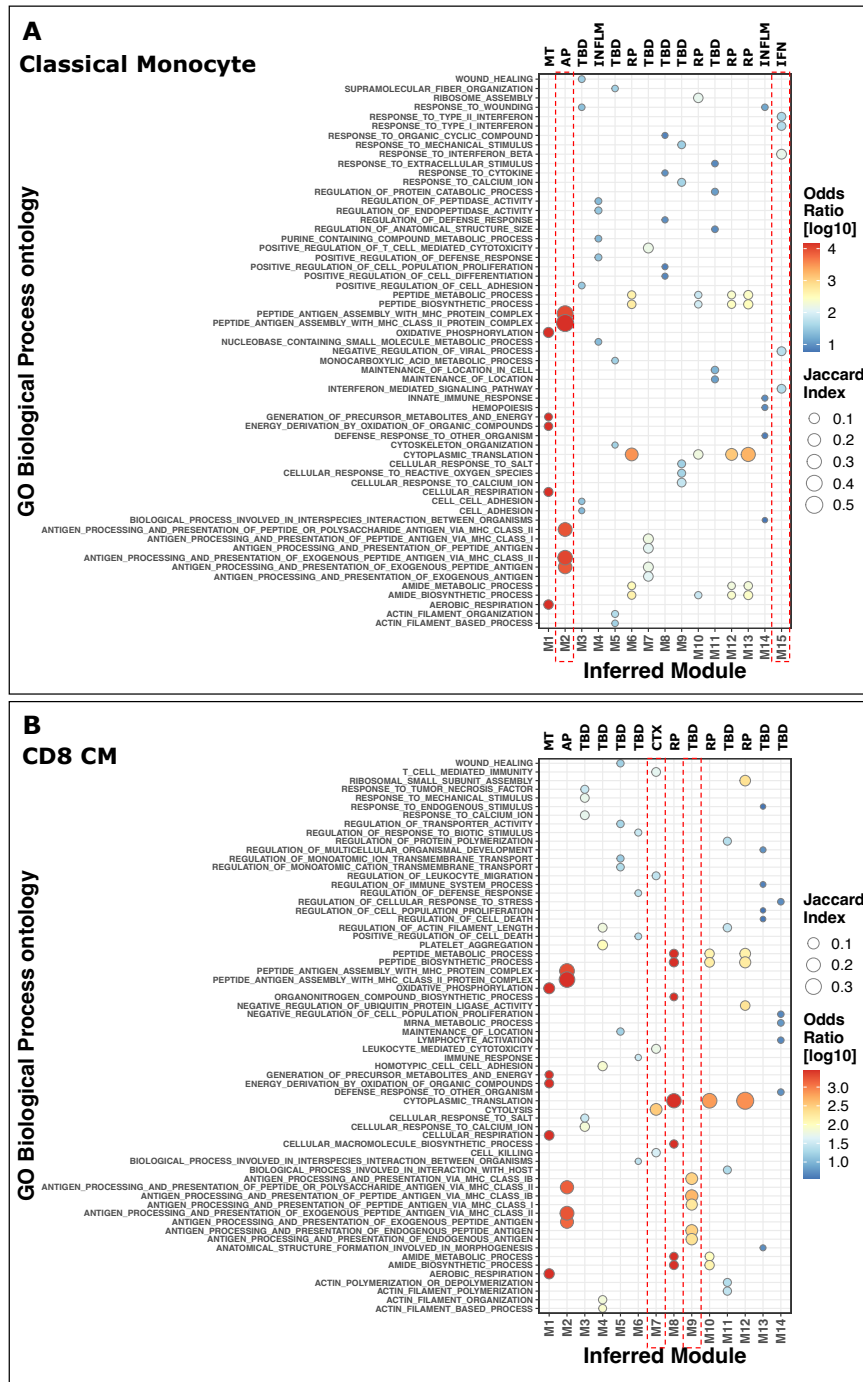 A
Classical Monocyte
MT AP TBD INFLM TBD RP TBD TBD TBD RP TBD RP RP INFLM IFN
GO Biological Process ontology
WOUND_HEALING
SUPRAMOLECULAR_FIBER_ORGANIZATION
RIBOSOME_ASSEMBLY
RESPONSE_TO_WOUNDING
RESPONSE_TO_TYPE_II_INTERFERON
RESPONSE_TO_TYPE_I_INTERFERON
RESPONSE_TO_ORGANIC_CYCLIC_COMPOUND
RESPONSE_TO_MECHANICAL_STIMULUS
RESPONSE_TO_INTERFERON_BETA
RESPONSE_TO_EXTRACELLULAR_STIMULUS
RESPONSE_TO_CYTOKINE
RESPONSE_TO_CALCIUM_ION
REGULATION_OF_PROTEIN_CATABOLIC_PROCESS
REGULATION_OF_PEPTIDASE_ACTIVITY
REGULATION_OF_ENDOPEPTIDASE_ACTIVITY
REGULATION_OF_DEFENSE_RESPONSE
REGULATION_OF_ANATOMICAL_STRUCTURE_SIZE
PURINE_CONTAINING_COMPOUND_METABOLIC_PROCESS
POSITIVE_REGULATION_OF_T_CELL_MEDIATED_CYTOTOXICITY
POSITIVE_REGULATION_OF_DEFENSE_RESPONSE
POSITIVE_REGULATION_OF_CELL_POPULATION_PROLIFERATION
POSITIVE_REGULATION_OF_CELL_DIFFERENTIATION
POSITIVE_REGULATION_OF_CELL_ADHESION
PEPTIDE_METABOLIC_PROCESS
PEPTIDE_BIOSYNTHETIC_PROCESS
PEPTIDE_ANTIGEN_ASSEMBLY_WITH_MHC_PROTEIN_COMPLEX
PEPTIDE_ANTIGEN_ASSEMBLY_WITH_MHC_CLASS_II_PROTEIN_COMPLEX
OXIDATIVE_PHOSPHORYLATION
NUCLEOBASE_CONTAINING_SMALL_MOLECULE_METABOLIC_PROCESS
NEGATIVE_REGULATION_OF_VIRAL_PROCESS
MONOCARBOXYLIC_ACID_METABOLIC_PROCESS
MAINTENANCE_OF_LOCATION_IN_CELL
MAINTENANCE_OF_LOCATION
INTERFERON_MEDIATED_SIGNALING_PATHWAY
INNATE_IMMUNE_RESPONSE
HEMOPOIESIS
GENERATION_OF_PRECURSOR_METABOLITES_AND_ENERGY
ENERGY_DERIVATION_BY_OXIDATION_OF_ORGANIC_COMPOUNDS
DEFENSE_RESPONSE_TO_OTHER_ORGANISM
CYTOSKELETON_ORGANIZATION
CYTOPLASMIC_TRANSLATION
CELLULAR_RESPONSE_TO_SALT
CELLULAR_RESPONSE_TO_REACTIVE_OXYGEN_SPECIES
CELLULAR_RESPONSE_TO_CALCIUM_ION
CELLULAR_RESPIRATION
CELL_CELL_ADHESION
CELL_ADHESION
BIOLOGICAL_PROCESS_INVOLVED_IN_INTERSPECIES_INTERACTION_BETWEEN_ORGANISMS
ANTIGEN_PROCESSING_AND_PRESENTATION_OF_PEPTIDE_OR_POLYSACCHARIDE_ANTIGEN_VIA_MHC_CLASS_II
ANTIGEN_PROCESSING_AND_PRESENTATION_OF_PEPTIDE_ANTIGEN_VIA_MHC_CLASS_I
ANTIGEN_PROCESSING_AND_PRESENTATION_OF_PEPTIDE_ANTIGEN
ANTIGEN_PROCESSING_AND_PRESENTATION_OF_EXOGENOUS_PEPTIDE_ANTIGEN_VIA_MHC_CLASS_II
ANTIGEN_PROCESSING_AND_PRESENTATION_OF_EXOGENOUS_PEPTIDE_ANTIGEN
ANTIGEN_PROCESSING_AND_PRESENTATION_OF_EXOGENOUS_ANTIGEN
AMIDE_METABOLIC_PROCESS
AMIDE_BIOSYNTHETIC_PROCESS
AEROBIC_RESPIRATION
ACTIN_FILAMENT_ORGANIZATION
ACTIN_FILAMENT_BASED_PROCESS
M1 M2 M3 M4 M5 M6 M7 M8 M9 M10 M11 M12 M13 M14 M15
Inferred Module
Odds
Ratio
[log10]
4
3
2
1
Jaccard
Index
0.1
0.2
0.3
0.4
0.5
B
CD8 CM
MT AP TBD TBD TBD TBD CTX RP TBD RP TBD RP TBD TBD
GO Biological Process ontology
WOUND_HEALING
T_CELL_MEDIATED_IMMUNITY
RIBOSOMAL_SMALL_SUBUNIT_ASSEMBLY
RESPONSE_TO_TUMOR_NECROSIS_FACTOR
RESPONSE_TO_MECHANICAL_STIMULUS
RESPONSE_TO_ENDOGENOUS_STIMULUS
RESPONSE_TO_CALCIUM_ION
REGULATION_OF_TRANSPORTER_ACTIVITY
REGULATION_OF_RESPONSE_TO_BIOTIC_STIMULUS
REGULATION_OF_PROTEIN_POLYMERIZATION
REGULATION_OF_MULTICELLULAR_ORGANISMAL_DEVELOPMENT
REGULATION_OF_MONOATOMIC_ION_TRANSMEMBRANE_TRANSPORT
REGULATION_OF_MONOATOMIC_CATION_TRANSMEMBRANE_TRANSPORT
REGULATION_OF_LEUKOCYTE_MIGRATION
REGULATION_OF_IMMUNE_SYSTEM_PROCESS
REGULATION_OF_DEFENSE_RESPONSE
REGULATION_OF_CELLULAR_RESPONSE_TO_STRESS
REGULATION_OF_CELL_POPULATION_PROLIFERATION
REGULATION_OF_CELL_DEATH
REGULATION_OF_ACTIN_FILAMENT_LENGTH
POSITIVE_REGULATION_OF_CELL_DEATH
PLATELET_AGGREGATION
PEPTIDE_METABOLIC_PROCESS
PEPTIDE_BIOSYNTHETIC_PROCESS
PEPTIDE_ANTIGEN_ASSEMBLY_WITH_MHC_PROTEIN_COMPLEX
PEPTIDE_ANTIGEN_ASSEMBLY_WITH_MHC_CLASS_II_PROTEIN_COMPLEX
OXIDATIVE_PHOSPHORYLATION
ORGANONITROGEN_COMPOUND_BIOSYNTHETIC_PROCESS
NEGATIVE_REGULATION_OF_UBIQUITIN_PROTEIN_LIGASE_ACTIVITY
NEGATIVE_REGULATION_OF_CELL_POPULATION_PROLIFERATION
MRNA_METABOLIC_PROCESS
MAINTENANCE_OF_LOCATION
LYMPHOCYTE_ACTIVATION
LEUKOCYTE_MEDIATED_CYTOTOXICITY
IMMUNE_RESPONSE
HOMOTYPIC_CELL_CELL_ADHESION
GENERATION_OF_PRECURSOR_METABOLITES_AND_ENERGY
ENERGY_DERIVATION_BY_OXIDATION_OF_ORGANIC_COMPOUNDS
DEFENSE_RESPONSE_TO_OTHER_ORGANISM
CYTOPLASMIC_TRANSLATION
CYTOLYSIS
CELLULAR_RESPONSE_TO_SALT
CELLULAR_RESPONSE_TO_CALCIUM_ION
CELLULAR_RESPIRATION
CELLULAR_MACROMOLECULE_BIOSYNTHETIC_PROCESS
CELL_KILLING
BIOLOGICAL_PROCESS_INVOLVED_IN_INTERSPECIES_INTERACTION_BETWEEN_ORGANISMS
BIOLOGICAL_PROCESS_INVOLVED_IN_INTERACTION_WITH_HOST
ANTIGEN_PROCESSING_AND_PRESENTATION_VIA_MHC_CLASS_IB
ANTIGEN_PROCESSING_AND_PRESENTATION_OF_PEPTIDE_OR_POLYSACCHARIDE_ANTIGEN_VIA_MHC_CLASS_II
ANTIGEN_PROCESSING_AND_PRESENTATION_OF_PEPTIDE_ANTIGEN_VIA_MHC_CLASS_IB
ANTIGEN_PROCESSING_AND_PRESENTATION_OF_PEPTIDE_ANTIGEN_VIA_MHC_CLASS_I
ANTIGEN_PROCESSING_AND_PRESENTATION_OF_EXOGENOUS_PEPTIDE_ANTIGEN_VIA_MHC_CLASS_II
ANTIGEN_PROCESSING_AND_PRESENTATION_OF_EXOGENOUS_PEPTIDE_ANTIGEN
ANTIGEN_PROCESSING_AND_PRESENTATION_OF_ENDOGENOUS_PEPTIDE_ANTIGEN
ANTIGEN_PROCESSING_AND_PRESENTATION_OF_ENDOGENOUS_ANTIGEN
ANATOMICAL_STRUCTURE_FORMATION_INVOLVED_IN_MORPHOGENESIS
AMIDE_METABOLIC_PROCESS
AMIDE_BIOSYNTHETIC_PROCESS
AEROBIC_RESPIRATION
ACTIN_POLYMERIZATION_OR_DEPOLYMERIZATION
ACTIN_FILAMENT_POLYMERIZATION
ACTIN_FILAMENT_ORGANIZATION
ACTIN_FILAMENT_BASED_PROCESS
M1 M2 M3 M4 M5 M6 M7 M8 M9 M10 M11 M12 M13 M14
Inferred Module
Jaccard
Index
0.1
0.2
0.3
Odds
Ratio
[log10]
3.0
2.5
2.0
1.5
1.0